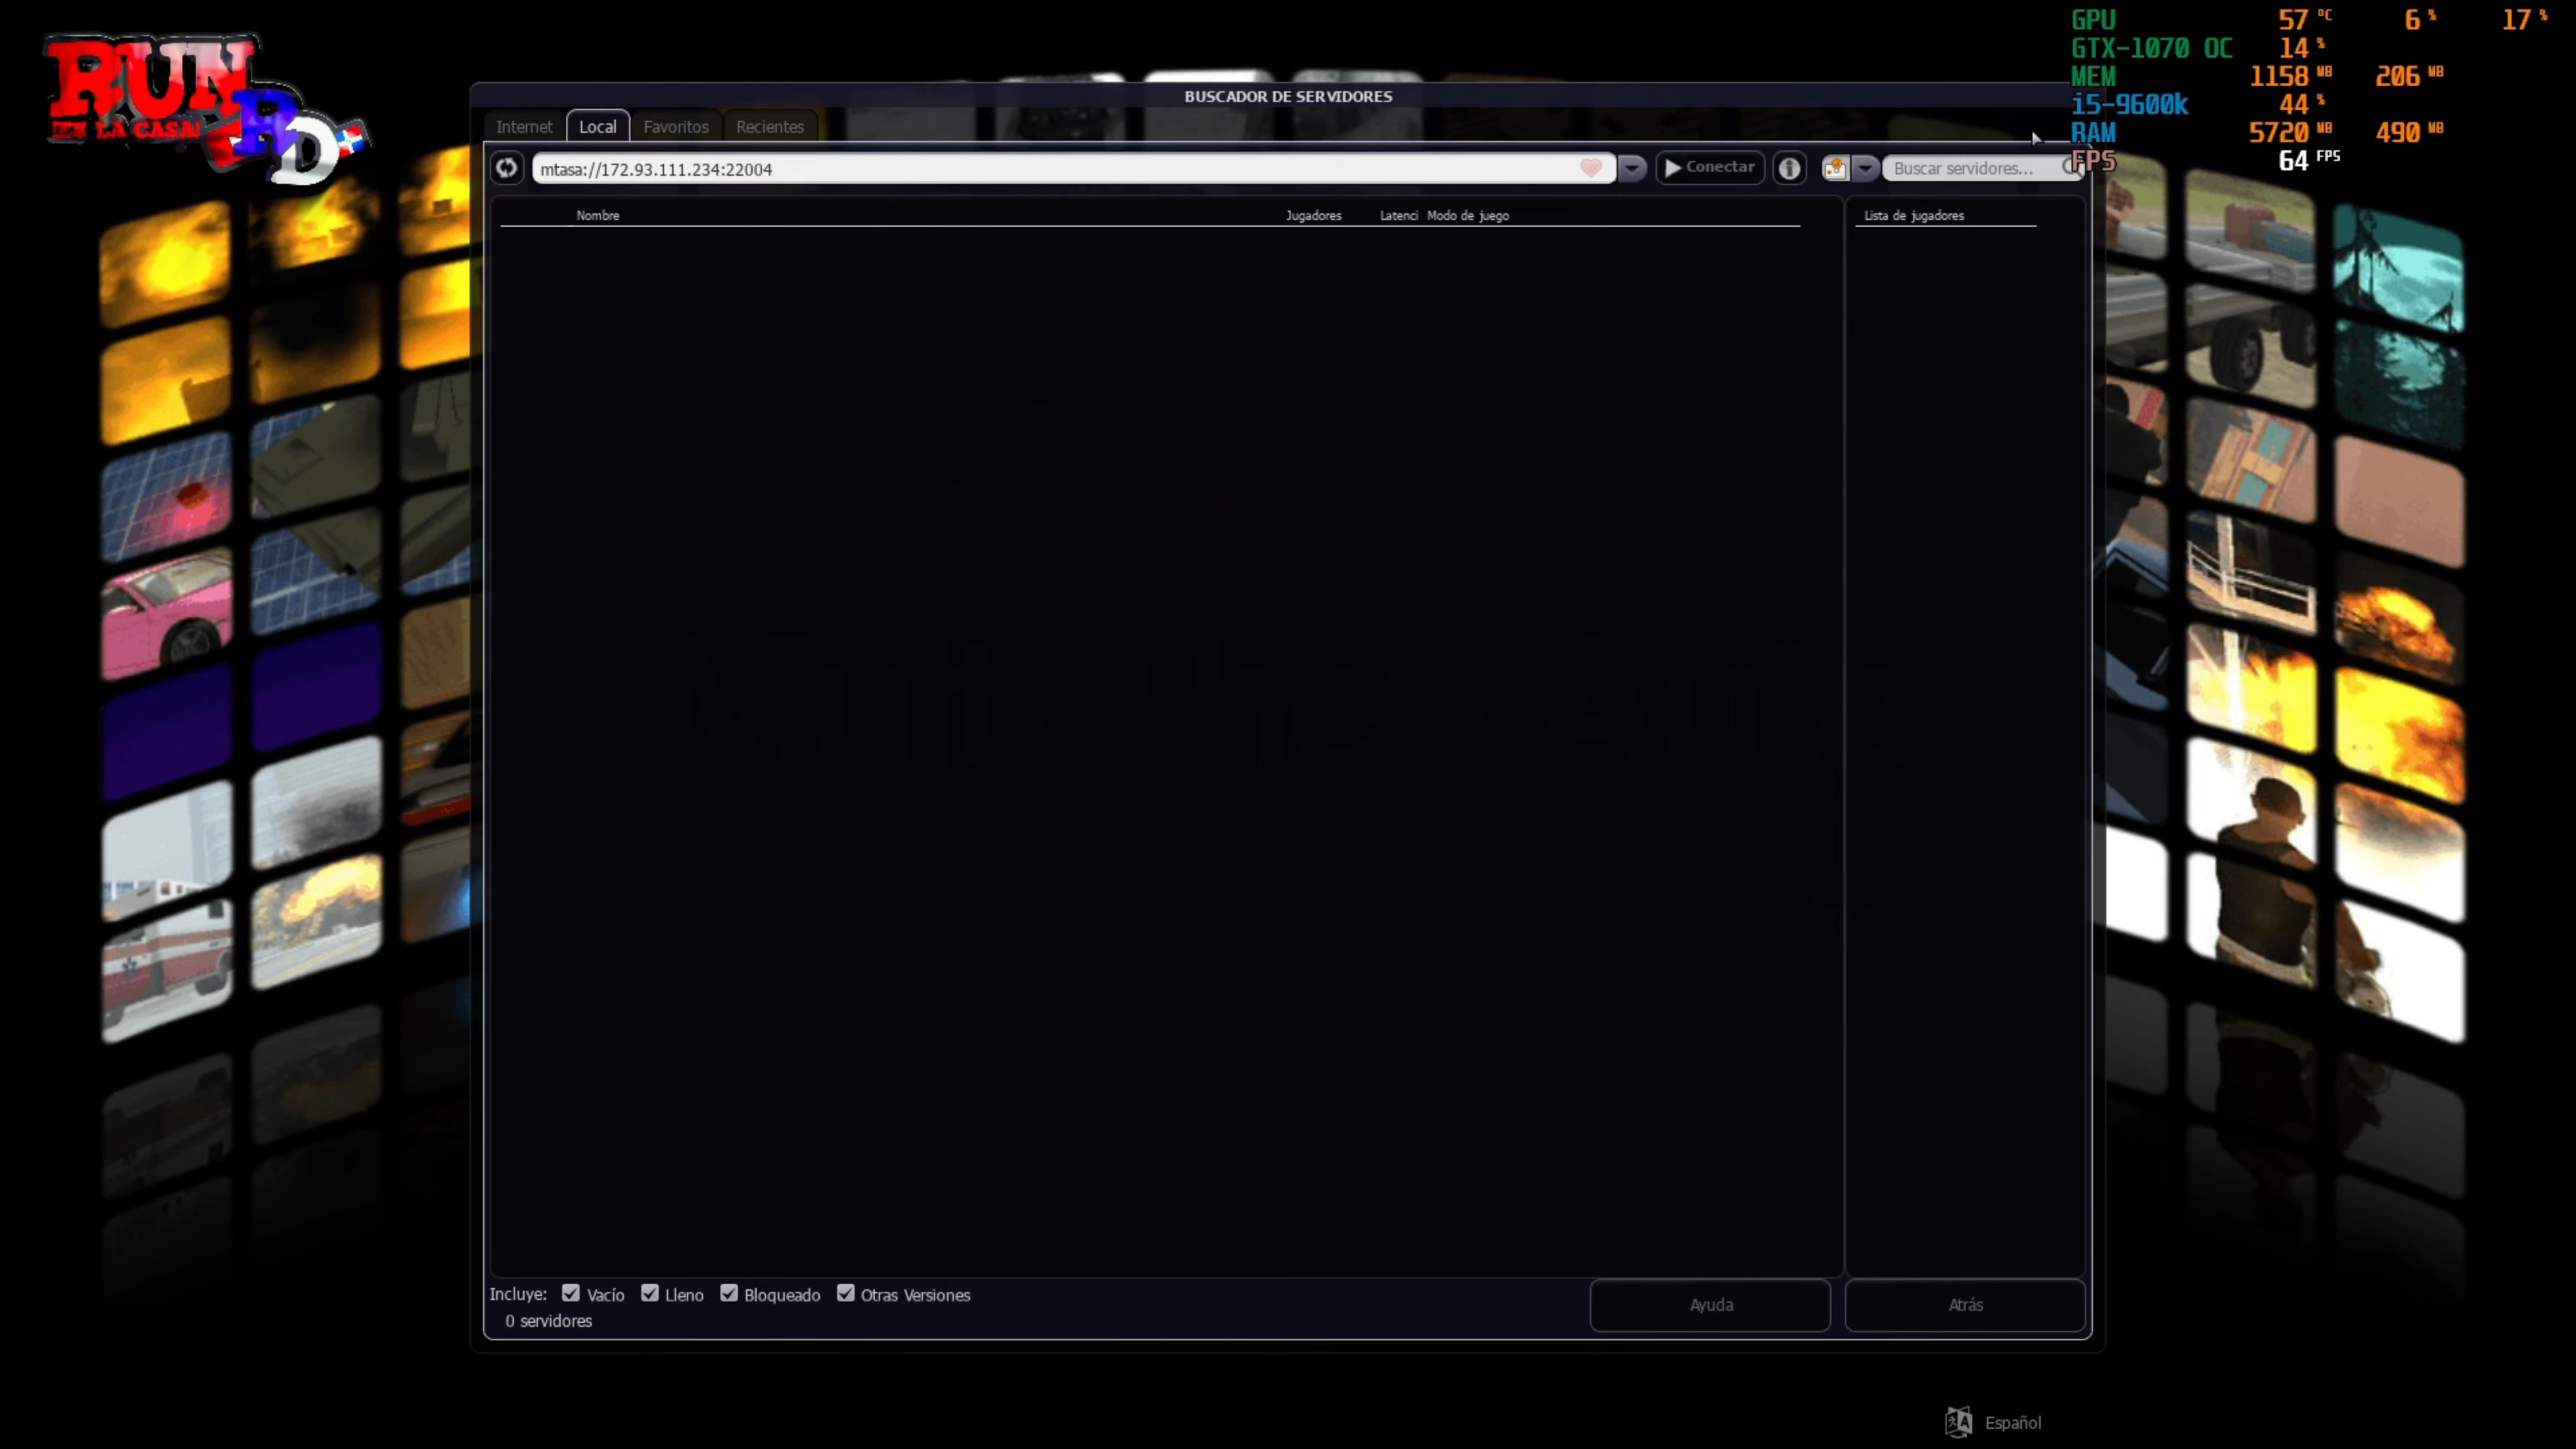 RUN
¡EN LA CASA!
RD
GPU 57 °C 6 % 17 %
GTX-1070 OC 14 %
MEM 1158 MB 206 MB
i5-9600k 44 %
RAM 5720 MB 490 MB
FPS 64 FPS
BUSCADOR DE SERVIDORES
Internet Local Favoritos Recientes
mtasa://172.93.111.234:22004 Conectar Buscar servidores...
Nombre Jugadores Latenci Modo de juego Lista de jugadores
Multi Theft Auto
Incluye: Vacío Lleno Bloqueado Otras Versiones
0 servidores
Ayuda Atrás
Español